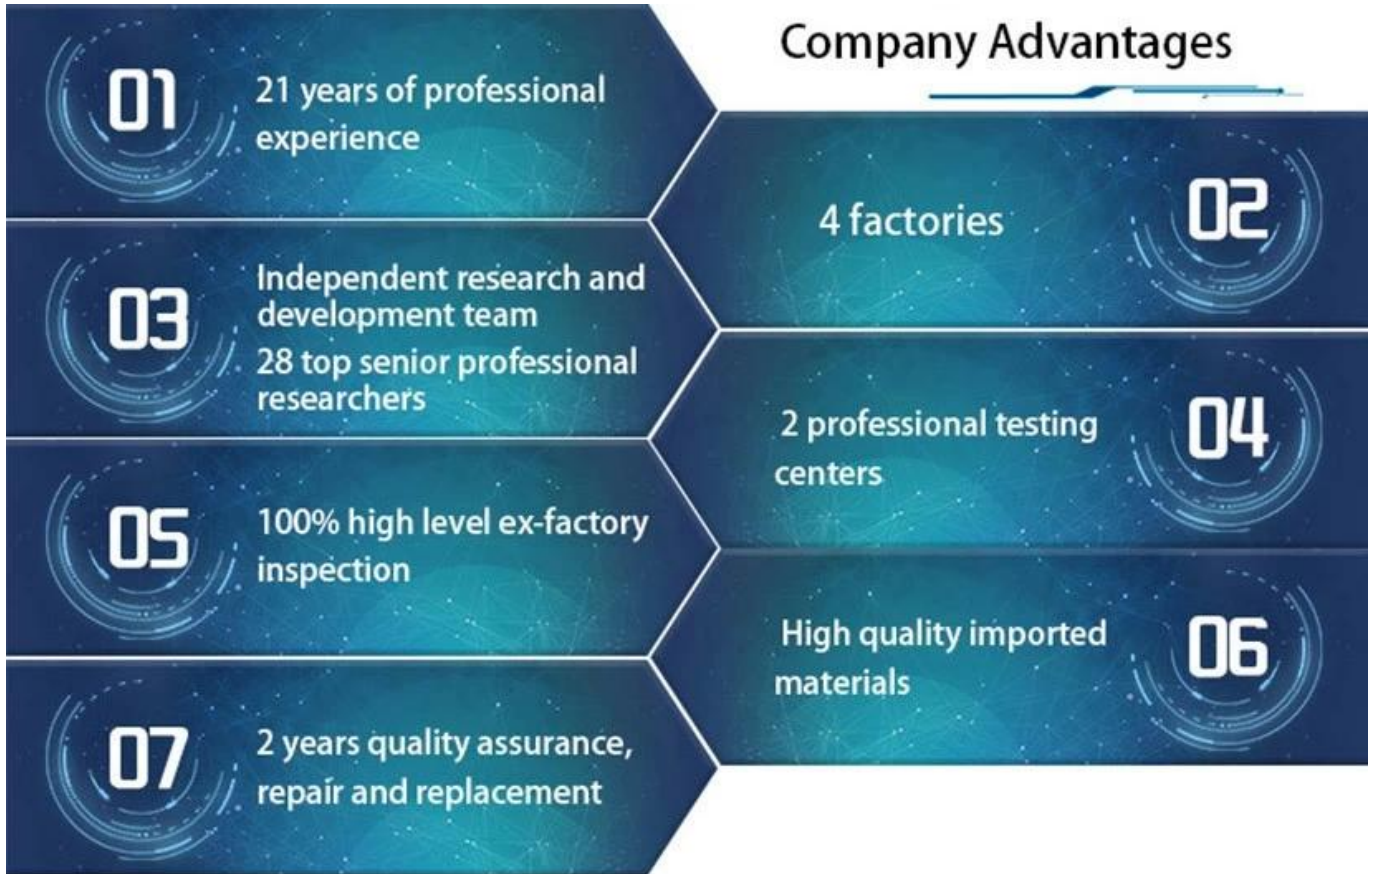 Company Advantages
01
21 years of professional
experience
02
4 factories
03
Independent research and
development team
28 top senior professional
researchers
04
2 professional testing
centers
05
100% high level ex-factory
inspection
06
High quality imported
materials
07
2 years quality assurance,
repair and replacement